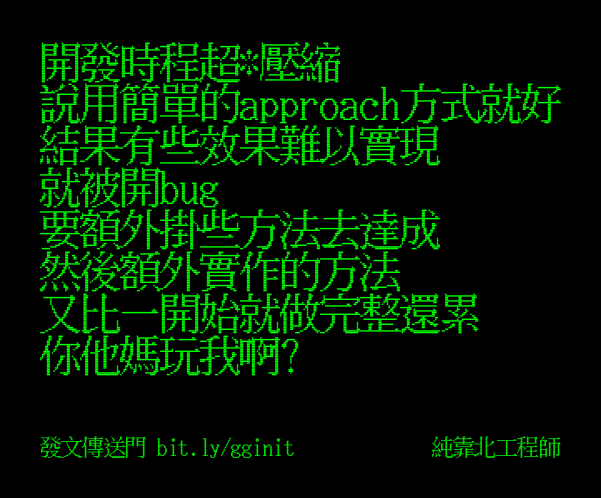 開發時程超*壓縮
說用簡單的approach方式就好
結果有些效果難以實現
就被開bug
要額外掛些方法去達成
然後額外實作的方法
又比一開始就做完整還累
你他媽玩我啊?
發文傳送門 bit.ly/gginit
純靠北工程師